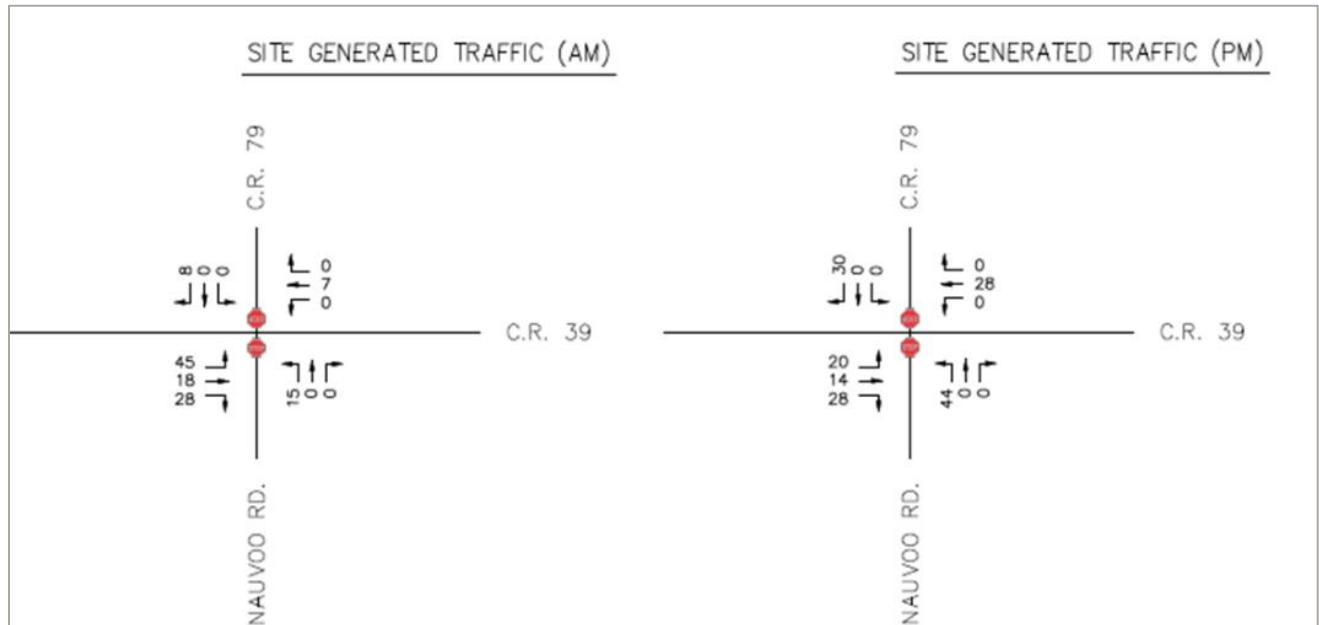 SITE GENERATED TRAFFIC (AM)
C.R. 79
8 0 0
0
7
0
C.R. 39
45
18
28
15 0 0
NAUVOO RD.
SITE GENERATED TRAFFIC (PM)
C.R. 79
30 0 0
0
28
0
C.R. 39
20
14
28
44 0 0
NAUVOO RD.